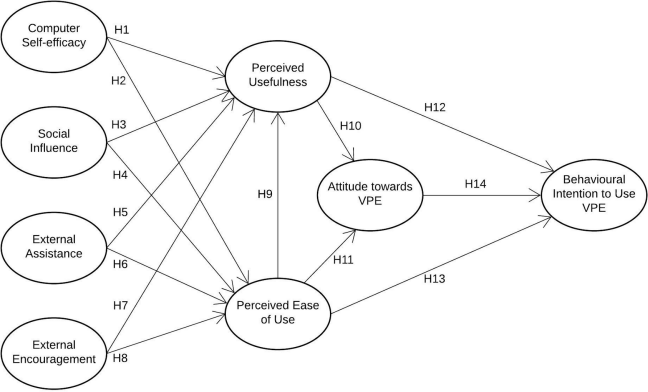 Computer
Self-efficacy
H1
H2
Social
Influence
H3
H4
External
Assistance
H5
H6
External
Encouragement
H7
H8
Perceived
Usefulness
H9
Perceived Ease
of Use
H10
H11
Attitude towards
VPE
H12
H14
H13
Behavioural
Intention to Use
VPE